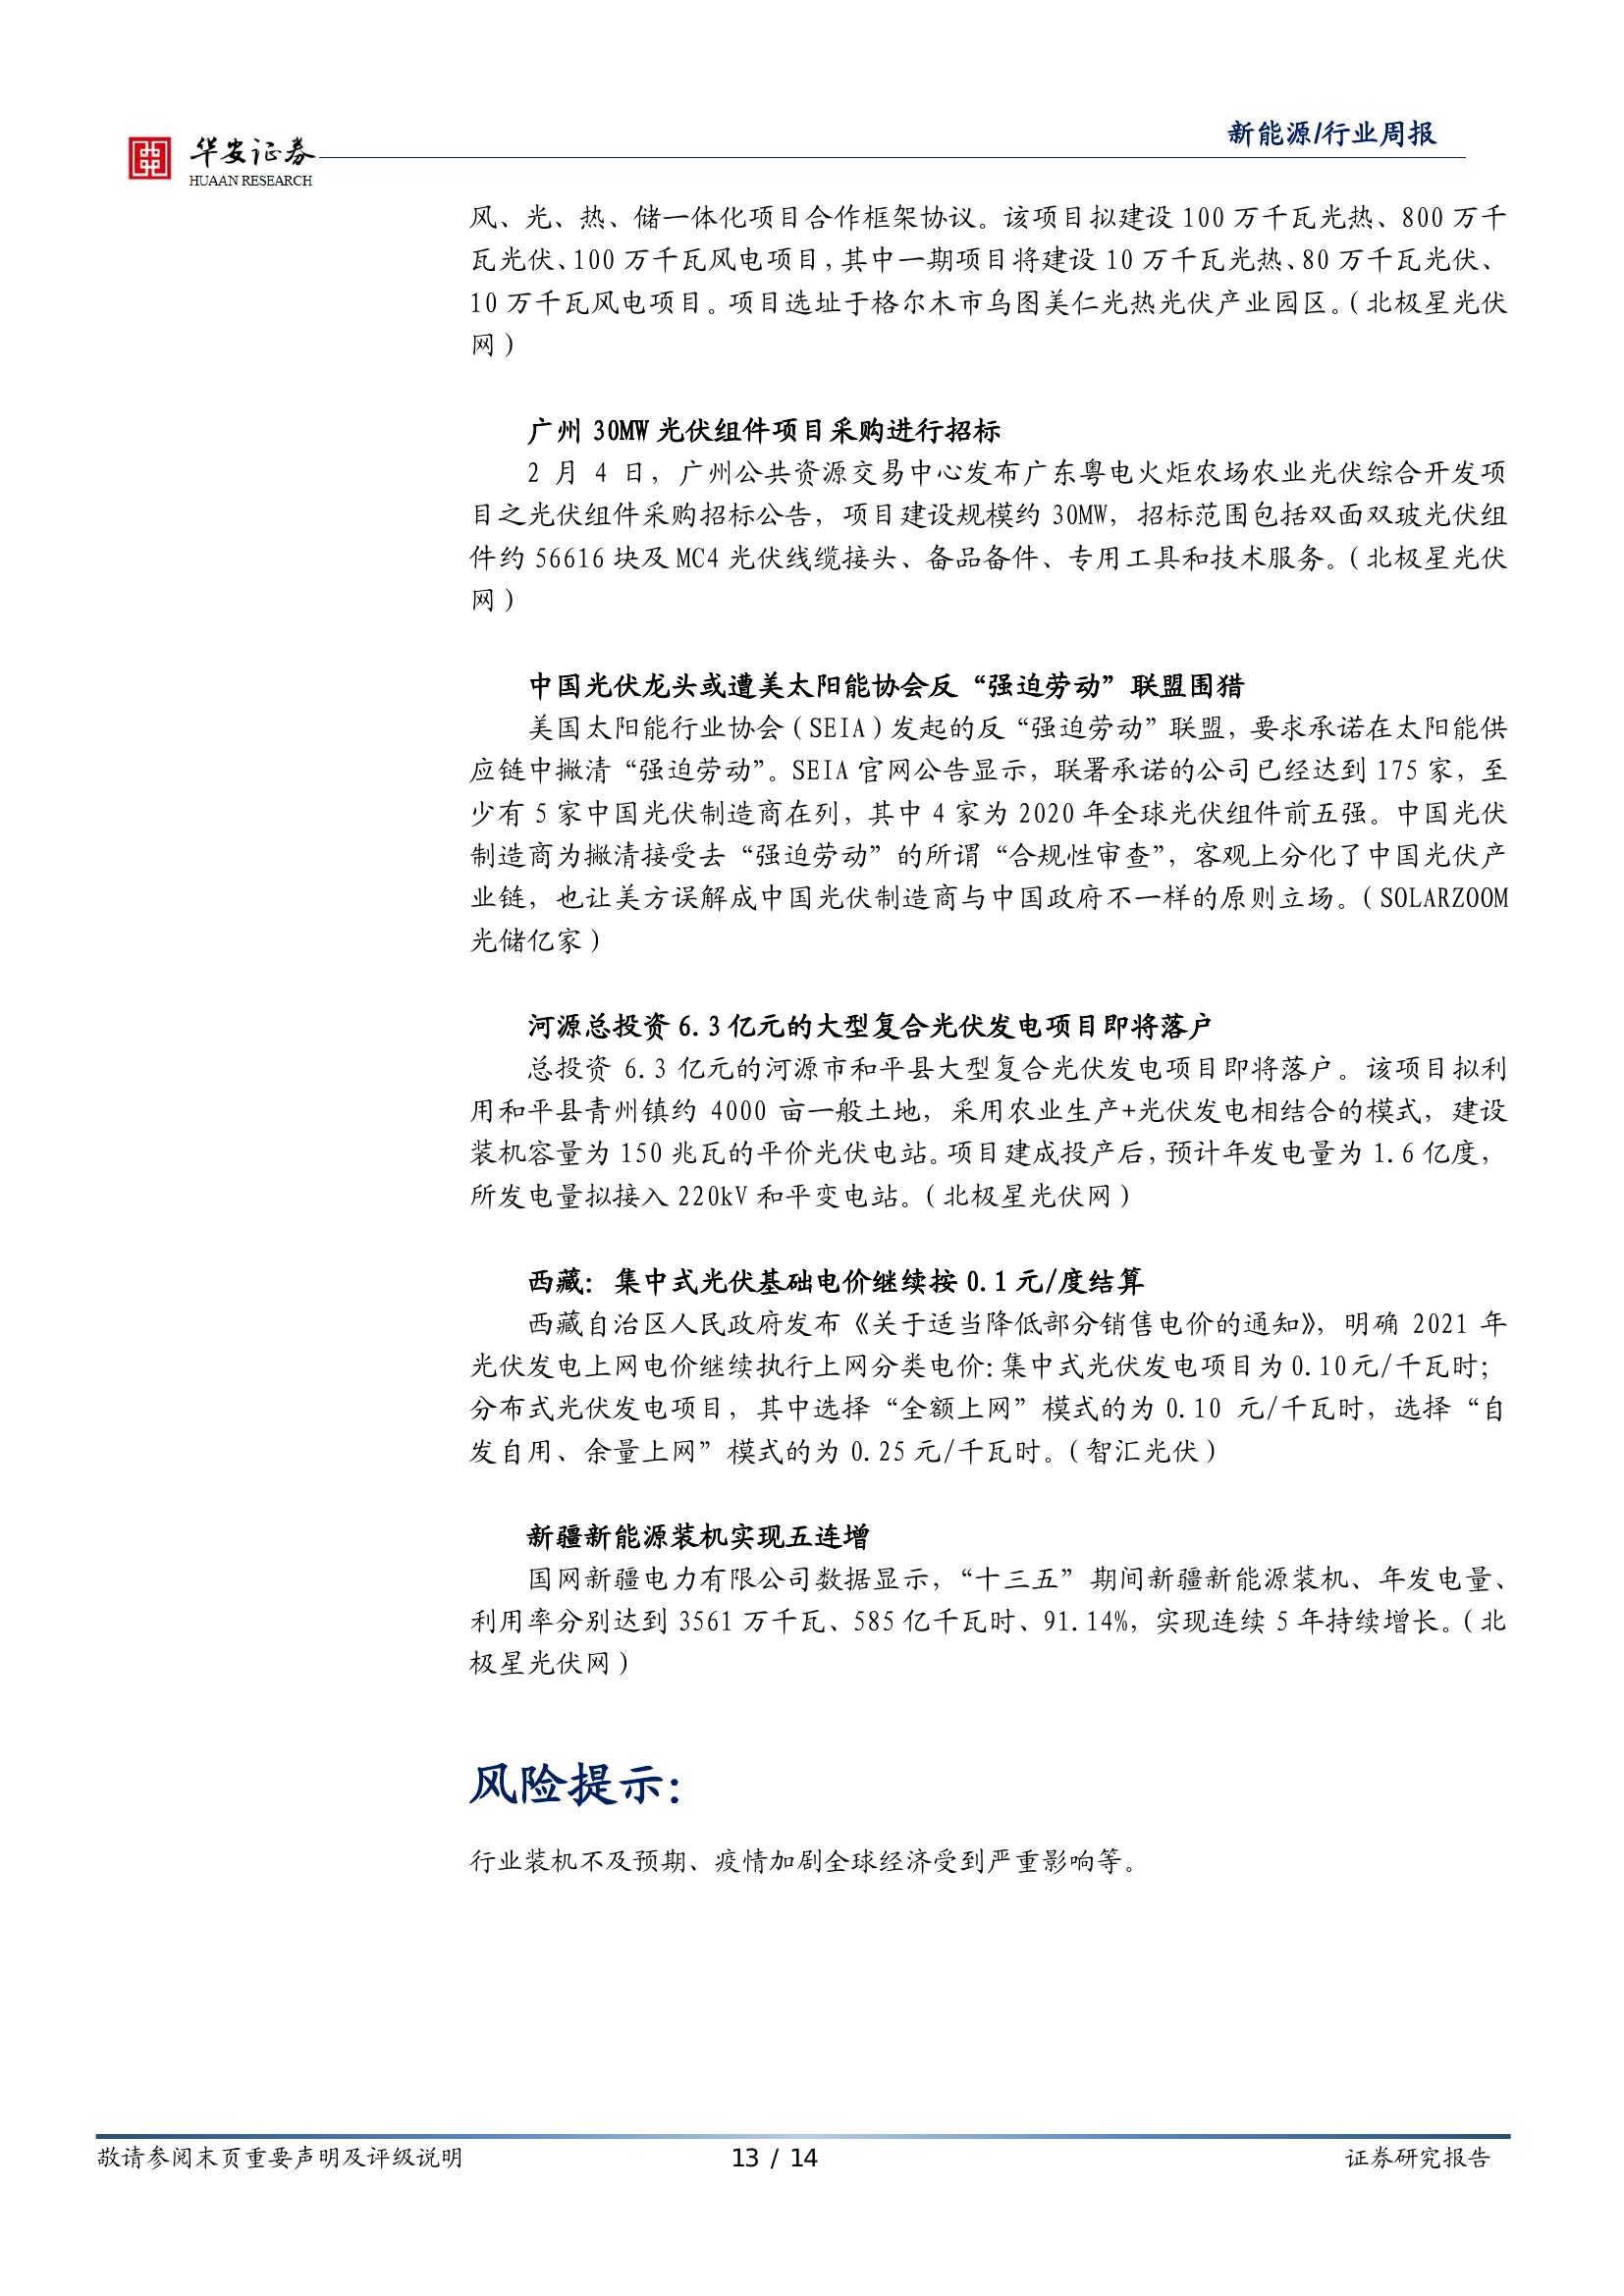 华安证券
HUAAN RESEARCH
新能源/行业周报
风、光、热、储一体化项目合作框架协议。该项目拟建设 100 万千瓦光热、800 万千
瓦光伏、100 万千瓦风电项目，其中一期项目将建设 10 万千瓦光热、80 万千瓦光伏、
10 万千瓦风电项目。项目选址于格尔木市乌图美仁光热光伏产业园区。（北极星光伏
网）
广州 30MW 光伏组件项目采购进行招标
2 月 4 日，广州公共资源交易中心发布广东粤电火炬农场农业光伏综合开发项
目之光伏组件采购招标公告，项目建设规模约 30MW，招标范围包括双面双玻光伏组
件约 56616 块及 MC4 光伏线缆接头、备品备件、专用工具和技术服务。（北极星光伏
网）
中国光伏龙头或遭美太阳能协会反“强迫劳动”联盟围猎
美国太阳能行业协会（SEIA）发起的反“强迫劳动”联盟，要求承诺在太阳能供
应链中撇清“强迫劳动”。SEIA 官网公告显示，联署承诺的公司已经达到 175 家，至
少有 5 家中国光伏制造商在列，其中 4 家为 2020 年全球光伏组件前五强。中国光伏
制造商为撇清接受去“强迫劳动”的所谓“合规性审查”，客观上分化了中国光伏产
业链，也让美方误解成中国光伏制造商与中国政府不一样的原则立场。（SOLARZOOM
光储亿家）
河源总投资 6.3 亿元的大型复合光伏发电项目即将落户
总投资 6.3 亿元的河源市和平县大型复合光伏发电项目即将落户。该项目拟利
用和平县青州镇约 4000 亩一般土地，采用农业生产+光伏发电相结合的模式，建设
装机容量为 150 兆瓦的平价光伏电站。项目建成投产后，预计年发电量为 1.6 亿度，
所发电量拟接入 220kV 和平变电站。（北极星光伏网）
西藏：集中式光伏基础电价继续按 0.1 元/度结算
西藏自治区人民政府发布《关于适当降低部分销售电价的通知》，明确 2021 年
光伏发电上网电价继续执行上网分类电价：集中式光伏发电项目为 0.10 元/千瓦时；
分布式光伏发电项目，其中选择“全额上网”模式的为 0.10 元/千瓦时，选择“自
发自用、余量上网”模式的为 0.25 元/千瓦时。（智汇光伏）
新疆新能源装机实现五连增
国网新疆电力有限公司数据显示，“十三五”期间新疆新能源装机、年发电量、
利用率分别达到 3561 万千瓦、585 亿千瓦时、91.14%，实现连续 5 年持续增长。（北
极星光伏网）
风险提示：
行业装机不及预期、疫情加剧全球经济受到严重影响等。
敬请参阅末页重要声明及评级说明
13 / 14
证券研究报告